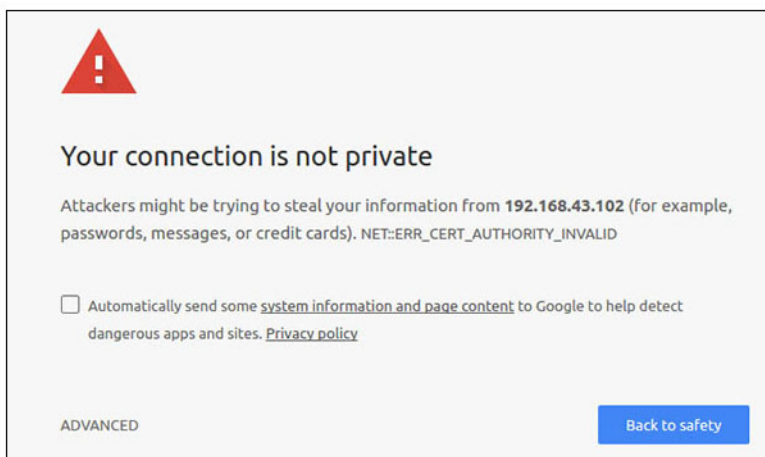 Your connection is not private
Attackers might be trying to steal your information from 192.168.43.102 (for example,
passwords, messages, or credit cards). NET::ERR_CERT_AUTHORITY_INVALID
Automatically send some system information and page content to Google to help detect
dangerous apps and sites. Privacy policy
ADVANCED
Back to safety